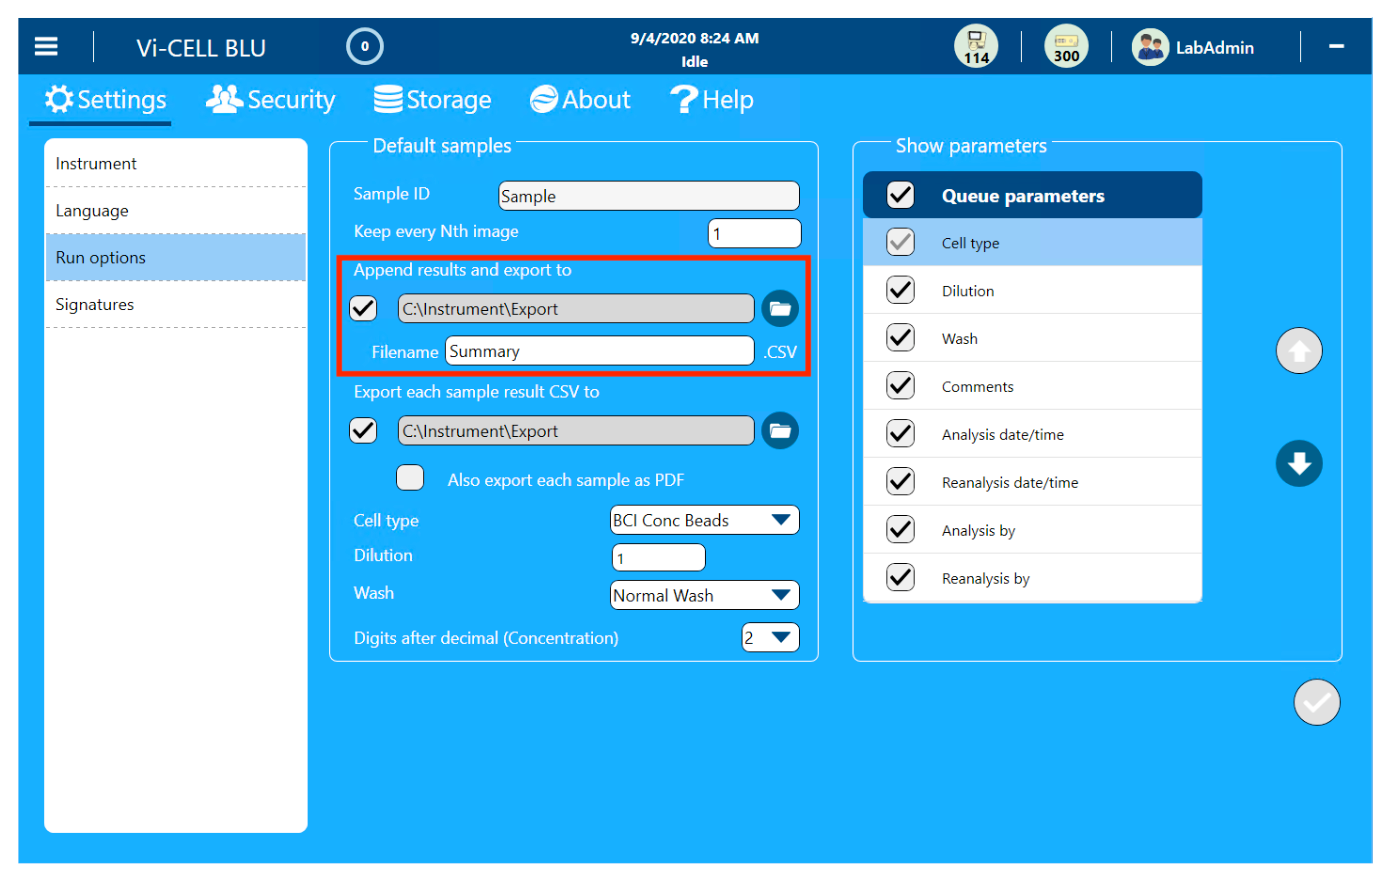 Vi-CELL BLU
0
9/4/2020 8:24 AM
Idle
114
300
LabAdmin
Settings
Security
Storage
About
? Help
Instrument
Language
Run options
Signatures
Default samples
Sample ID
Sample
Keep every Nth image
1
Append results and export to
C:\Instrument\Export
Filename
Summary
.CSV
Export each sample result CSV to
C:\Instrument\Export
Also export each sample as PDF
Cell type
BCI Conc Beads
Dilution
1
Wash
Normal Wash
Digits after decimal (Concentration)
2
Show parameters
Queue parameters
Cell type
Dilution
Wash
Comments
Analysis date/time
Reanalysis date/time
Analysis by
Reanalysis by